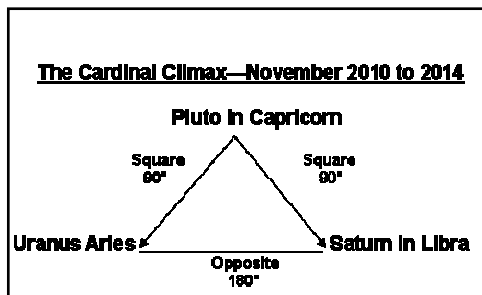 The Cardinal Climax—November 2010 to 2014
Pluto in Capricorn
Square
90°
Square
90°
Uranus Aries
Saturn in Libra
Opposite
180°